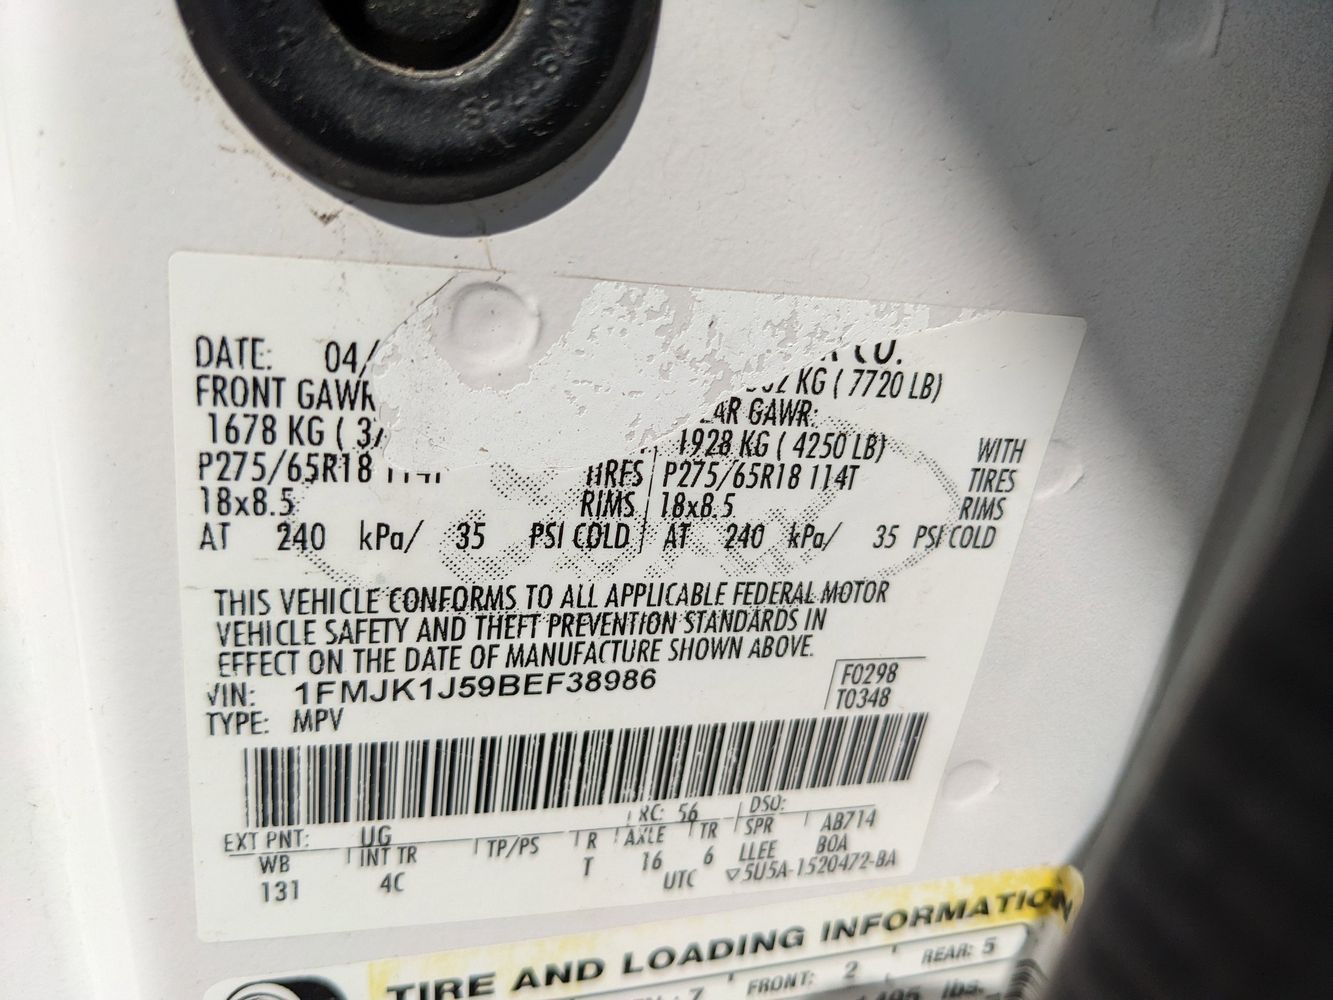 DATE: 04/ CO.
FRONT GAWR KG ( 7720 LB)
1678 KG ( 3 GAWR:
1928 KG ( 4250 LB) WITH
P275/65R18 114T TIRES P275/65R18 114T TIRES
18x8.5 RIMS 18x8.5 RIMS
AT 240 kPa/ 35 PSI COLD AT 240 kPa/ 35 PSI COLD
THIS VEHICLE CONFORMS TO ALL APPLICABLE FEDERAL MOTOR
VEHICLE SAFETY AND THEFT PREVENTION STANDARDS IN
EFFECT ON THE DATE OF MANUFACTURE SHOWN ABOVE.
VIN: 1FMJK1J59BEF38986 F0298
TYPE: MPV T0348
RC: 56 DSO:
EXT PNT: UG AXLE TR SPR AB714
WB INT TR TP/PS R 16 6 LLEE BOA
131 4C T UTC ▽5U5A-1520472-BA
TIRE AND LOADING INFORMATION
7 FRONT: 2 REAR: 5
lbs.